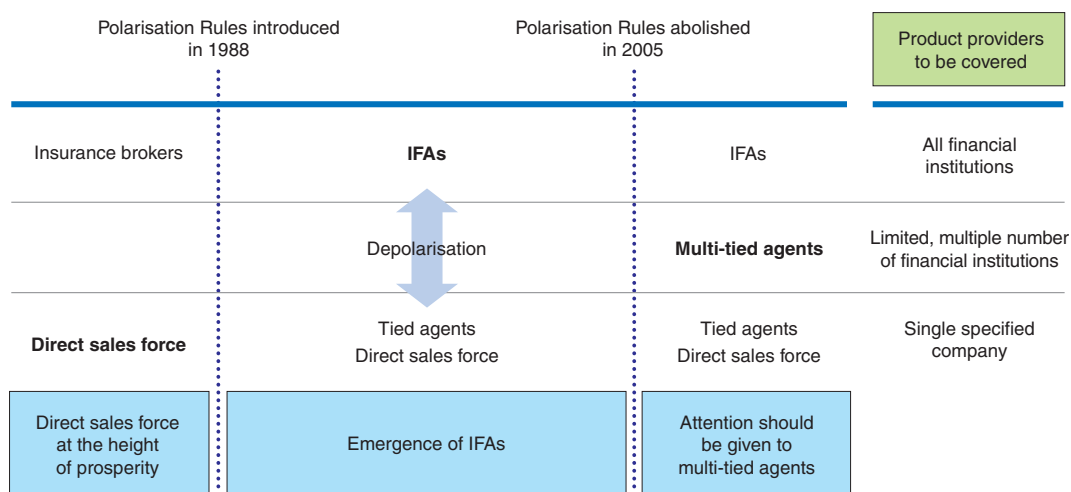 Polarisation Rules introduced
in 1988
Polarisation Rules abolished
in 2005
Product providers
to be covered
Insurance brokers
IFAs
IFAs
All financial
institutions
Depolarisation
Multi-tied agents
Limited, multiple number
of financial institutions
Direct sales force
Tied agents
Direct sales force
Tied agents
Direct sales force
Single specified
company
Direct sales force
at the height
of prosperity
Emergence of IFAs
Attention should
be given to
multi-tied agents